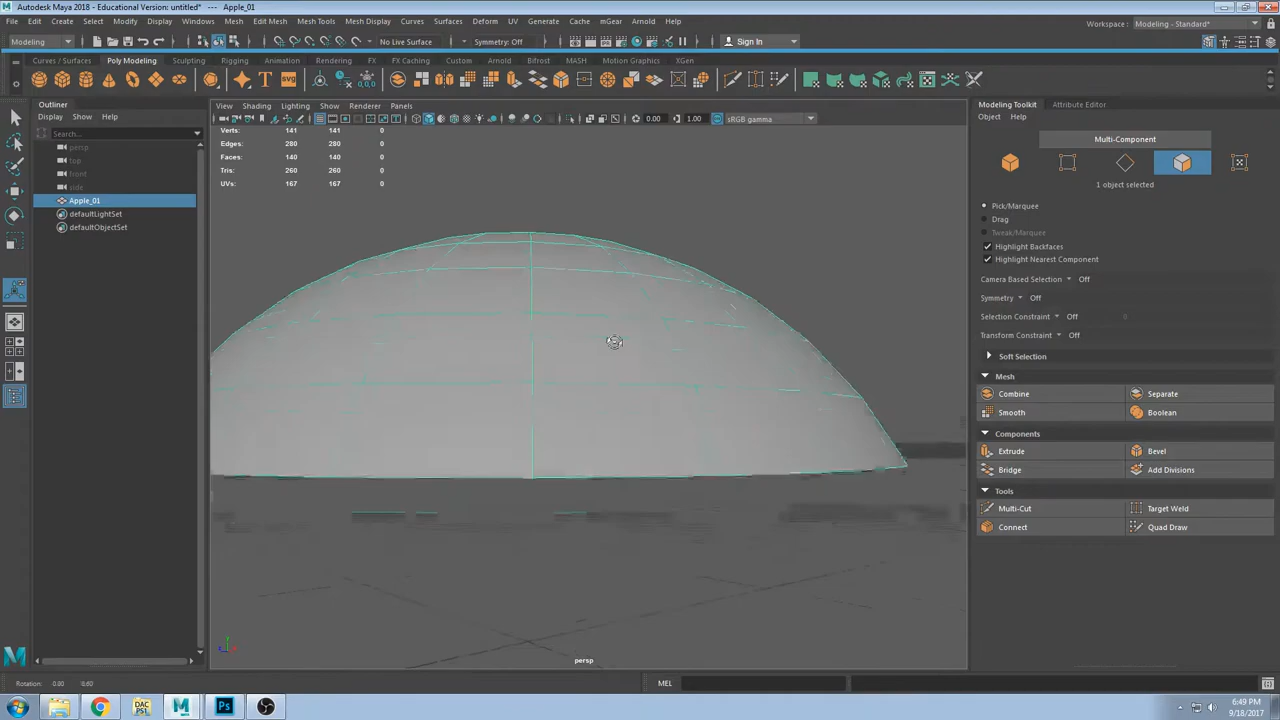 Autodesk Maya 2018 - Educational Version: untitled*   ---   Apple_01
File Edit Create Select Modify Display Windows Mesh Edit Mesh Mesh Tools Mesh Display Curves Surfaces Deform UV Generate Cache mGear Arnold Help
Workspace : Modeling - Standard*
Modeling No Live Surface Symmetry: Off Sign In
Curves / Surfaces Poly Modeling Sculpting Rigging Animation Rendering FX FX Caching Custom Arnold Bifrost MASH Motion Graphics
SVG
Outliner
Display Show Help
Search...
persp
top
front
side
Apple_01
defaultLightSet
defaultObjectSet
View Shading Lighting Show Renderer Panels
0.00 1.00 sRGB gamma
Verts: 141 141 0
Edges: 280 280 0
Faces: 140 140 0
Tris: 260 260 0
UVs: 167 167 0
persp
Modeling Toolkit Attribute Editor
Object Help
Multi-Component
1 object selected
Pick/Marquee
Drag
Tweak/Marquee
Highlight Backfaces
Highlight Nearest Component
Camera Based Selection Off
Symmetry Off
Selection Constraint Off 0
Transform Constraint Off
Soft Selection
Mesh
Combine Separate
Smooth Boolean
Components
Extrude Bevel
Bridge Add Divisions
Tools
Multi-Cut Target Weld
Connect Quad Draw
Rotation: 0.00
MEL
DAC
PS1
Ps
6:49 PM
9/18/2017